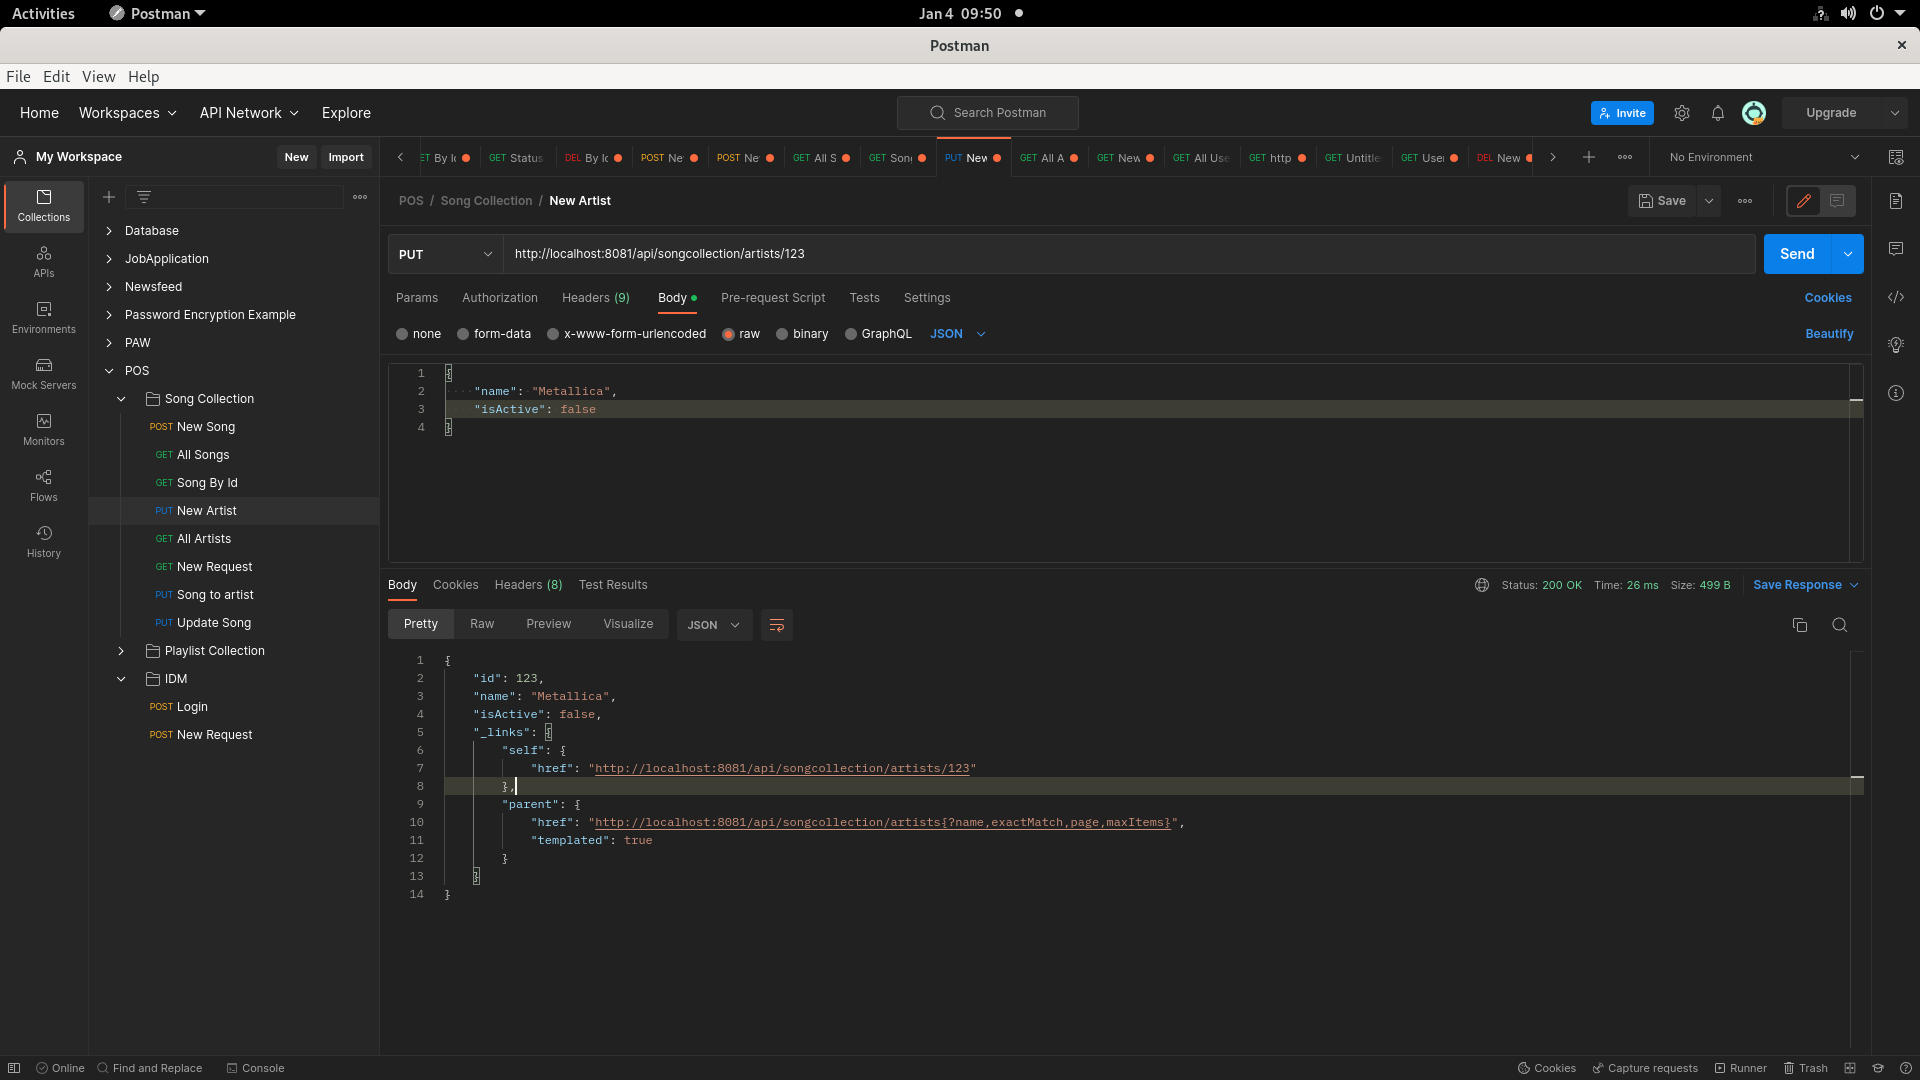 Activities Postman Jan 4 09:50
Postman
File Edit View Help
Home Workspaces API Network Explore Search Postman Invite Upgrade
My Workspace New Import
By Ic GET Status DEL By Ic POST Ne POST Ne GET All S GET Song PUT New GET All A GET New GET All Use GET http GET Untitle GET User DEL New No Environment
POS / Song Collection / New Artist Save
PUT http://localhost:8081/api/songcollection/artists/123 Send
Params Authorization Headers (9) Body Pre-request Script Tests Settings Cookies
none form-data x-www-form-urlencoded raw binary GraphQL JSON Beautify
1 {
2 "name": "Metallica",
3 "isActive": false
4 }
Collections
APIs
Environments
Mock Servers
Monitors
Flows
History
Database
JobApplication
Newsfeed
Password Encryption Example
PAW
POS
Song Collection
POST New Song
GET All Songs
GET Song By Id
PUT New Artist
GET All Artists
GET New Request
PUT Song to artist
PUT Update Song
Playlist Collection
IDM
POST Login
POST New Request
Body Cookies Headers (8) Test Results Status: 200 OK Time: 26 ms Size: 499 B Save Response
Pretty Raw Preview Visualize JSON
1 {
2 "id": 123,
3 "name": "Metallica",
4 "isActive": false,
5 "_links": {
6 "self": {
7 "href": "http://localhost:8081/api/songcollection/artists/123"
8 },
9 "parent": {
10 "href": "http://localhost:8081/api/songcollection/artists{?name,exactMatch,page,maxItems}",
11 "templated": true
12 }
13 }
14 }
Online Find and Replace Console Cookies Capture requests Runner Trash